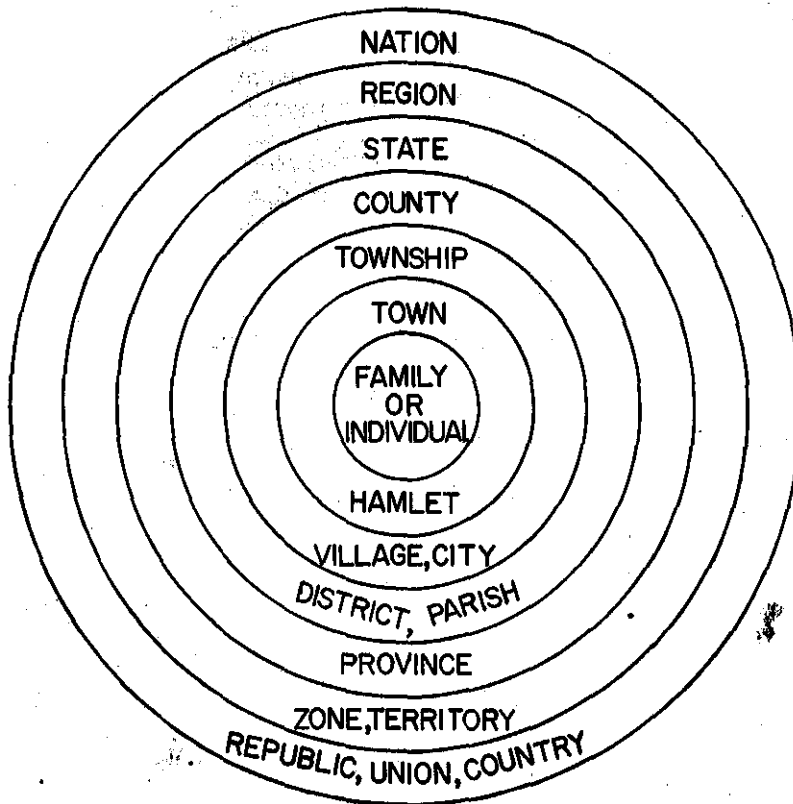 NATION
REGION
STATE
COUNTY
TOWNSHIP
TOWN
FAMILY
OR
INDIVIDUAL
HAMLET
VILLAGE, CITY
DISTRICT, PARISH
PROVINCE
ZONE, TERRITORY
REPUBLIC, UNION, COUNTRY